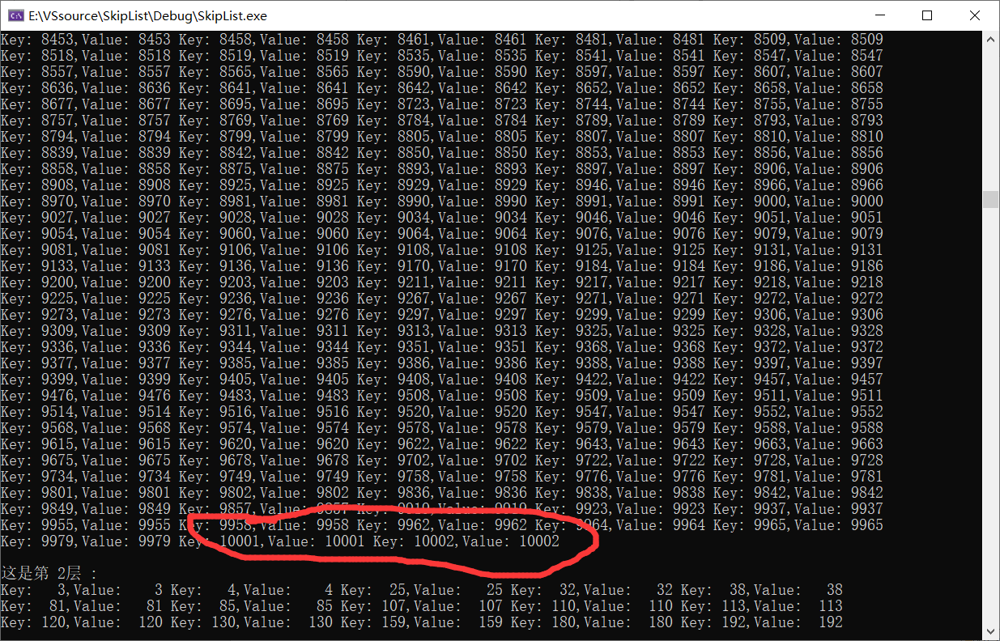 E:\VSsource\SkipList\Debug\SkipList.exe
Key: 8453,Value: 8453 Key: 8458,Value: 8458 Key: 8461,Value: 8461 Key: 8481,Value: 8481 Key: 8509,Value: 8509
Key: 8518,Value: 8518 Key: 8519,Value: 8519 Key: 8535,Value: 8535 Key: 8541,Value: 8541 Key: 8547,Value: 8547
Key: 8557,Value: 8557 Key: 8565,Value: 8565 Key: 8590,Value: 8590 Key: 8597,Value: 8597 Key: 8607,Value: 8607
Key: 8636,Value: 8636 Key: 8641,Value: 8641 Key: 8642,Value: 8642 Key: 8652,Value: 8652 Key: 8658,Value: 8658
Key: 8677,Value: 8677 Key: 8695,Value: 8695 Key: 8723,Value: 8723 Key: 8744,Value: 8744 Key: 8755,Value: 8755
Key: 8757,Value: 8757 Key: 8769,Value: 8769 Key: 8784,Value: 8784 Key: 8789,Value: 8789 Key: 8793,Value: 8793
Key: 8794,Value: 8794 Key: 8799,Value: 8799 Key: 8805,Value: 8805 Key: 8807,Value: 8807 Key: 8810,Value: 8810
Key: 8839,Value: 8839 Key: 8842,Value: 8842 Key: 8850,Value: 8850 Key: 8853,Value: 8853 Key: 8856,Value: 8856
Key: 8858,Value: 8858 Key: 8875,Value: 8875 Key: 8893,Value: 8893 Key: 8897,Value: 8897 Key: 8906,Value: 8906
Key: 8908,Value: 8908 Key: 8925,Value: 8925 Key: 8929,Value: 8929 Key: 8946,Value: 8946 Key: 8966,Value: 8966
Key: 8970,Value: 8970 Key: 8981,Value: 8981 Key: 8990,Value: 8990 Key: 8991,Value: 8991 Key: 9000,Value: 9000
Key: 9027,Value: 9027 Key: 9028,Value: 9028 Key: 9034,Value: 9034 Key: 9046,Value: 9046 Key: 9051,Value: 9051
Key: 9054,Value: 9054 Key: 9060,Value: 9060 Key: 9064,Value: 9064 Key: 9076,Value: 9076 Key: 9079,Value: 9079
Key: 9081,Value: 9081 Key: 9106,Value: 9106 Key: 9108,Value: 9108 Key: 9125,Value: 9125 Key: 9131,Value: 9131
Key: 9133,Value: 9133 Key: 9136,Value: 9136 Key: 9170,Value: 9170 Key: 9184,Value: 9184 Key: 9186,Value: 9186
Key: 9200,Value: 9200 Key: 9203,Value: 9203 Key: 9211,Value: 9211 Key: 9217,Value: 9217 Key: 9218,Value: 9218
Key: 9225,Value: 9225 Key: 9236,Value: 9236 Key: 9267,Value: 9267 Key: 9271,Value: 9271 Key: 9272,Value: 9272
Key: 9273,Value: 9273 Key: 9276,Value: 9276 Key: 9297,Value: 9297 Key: 9299,Value: 9299 Key: 9306,Value: 9306
Key: 9309,Value: 9309 Key: 9311,Value: 9311 Key: 9313,Value: 9313 Key: 9325,Value: 9325 Key: 9328,Value: 9328
Key: 9336,Value: 9336 Key: 9344,Value: 9344 Key: 9351,Value: 9351 Key: 9368,Value: 9368 Key: 9372,Value: 9372
Key: 9377,Value: 9377 Key: 9385,Value: 9385 Key: 9386,Value: 9386 Key: 9388,Value: 9388 Key: 9397,Value: 9397
Key: 9399,Value: 9399 Key: 9405,Value: 9405 Key: 9408,Value: 9408 Key: 9422,Value: 9422 Key: 9457,Value: 9457
Key: 9476,Value: 9476 Key: 9483,Value: 9483 Key: 9508,Value: 9508 Key: 9509,Value: 9509 Key: 9511,Value: 9511
Key: 9514,Value: 9514 Key: 9516,Value: 9516 Key: 9520,Value: 9520 Key: 9547,Value: 9547 Key: 9552,Value: 9552
Key: 9568,Value: 9568 Key: 9574,Value: 9574 Key: 9578,Value: 9578 Key: 9579,Value: 9579 Key: 9588,Value: 9588
Key: 9615,Value: 9615 Key: 9620,Value: 9620 Key: 9622,Value: 9622 Key: 9643,Value: 9643 Key: 9663,Value: 9663
Key: 9675,Value: 9675 Key: 9678,Value: 9678 Key: 9702,Value: 9702 Key: 9722,Value: 9722 Key: 9728,Value: 9728
Key: 9734,Value: 9734 Key: 9749,Value: 9749 Key: 9758,Value: 9758 Key: 9776,Value: 9776 Key: 9781,Value: 9781
Key: 9801,Value: 9801 Key: 9802,Value: 9802 Key: 9836,Value: 9836 Key: 9838,Value: 9838 Key: 9842,Value: 9842
Key: 9849,Value: 9849 Key: 9857,Value: 9857 Key: 9919,Value: 9919 Key: 9923,Value: 9923 Key: 9937,Value: 9937
Key: 9955,Value: 9955 Key: 9958,Value: 9958 Key: 9962,Value: 9962 Key: 9964,Value: 9964 Key: 9965,Value: 9965
Key: 9979,Value: 9979 Key: 10001,Value: 10001 Key: 10002,Value: 10002
这是第 2层 :
Key: 3,Value: 3 Key: 4,Value: 4 Key: 25,Value: 25 Key: 32,Value: 32 Key: 38,Value: 38
Key: 81,Value: 81 Key: 85,Value: 85 Key: 107,Value: 107 Key: 110,Value: 110 Key: 113,Value: 113
Key: 120,Value: 120 Key: 130,Value: 130 Key: 159,Value: 159 Key: 180,Value: 180 Key: 192,Value: 192